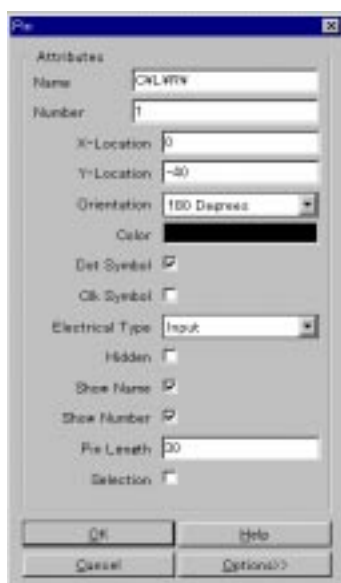 Pin
Attributes
Name C¥L¥R¥
Number 1
X-Location 0
Y-Location -40
Orientation 180 Degrees
Color
Dot Symbol
Clk Symbol
Electrical Type Input
Hidden
Show Name
Show Number
Pin Length 30
Selection
OK Help
Cancel Options>>